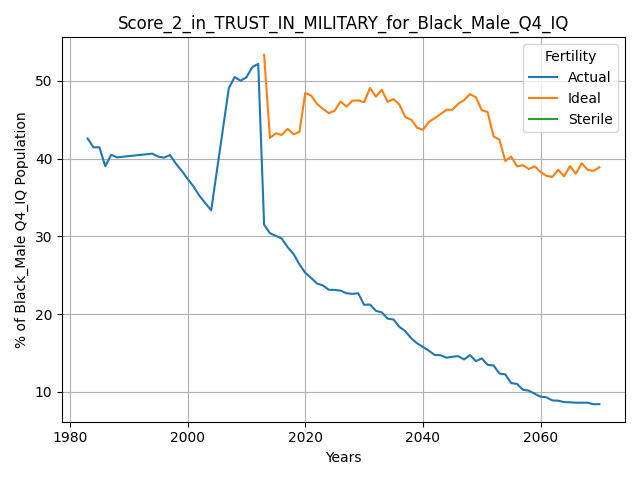 Score_2_in_TRUST_IN_MILITARY_for_Black_Male_Q4_IQ
Fertility
Actual
Ideal
Sterile
% of Black_Male Q4_IQ Population
50
40
30
20
10
1980
2000
2020
2040
2060
Years